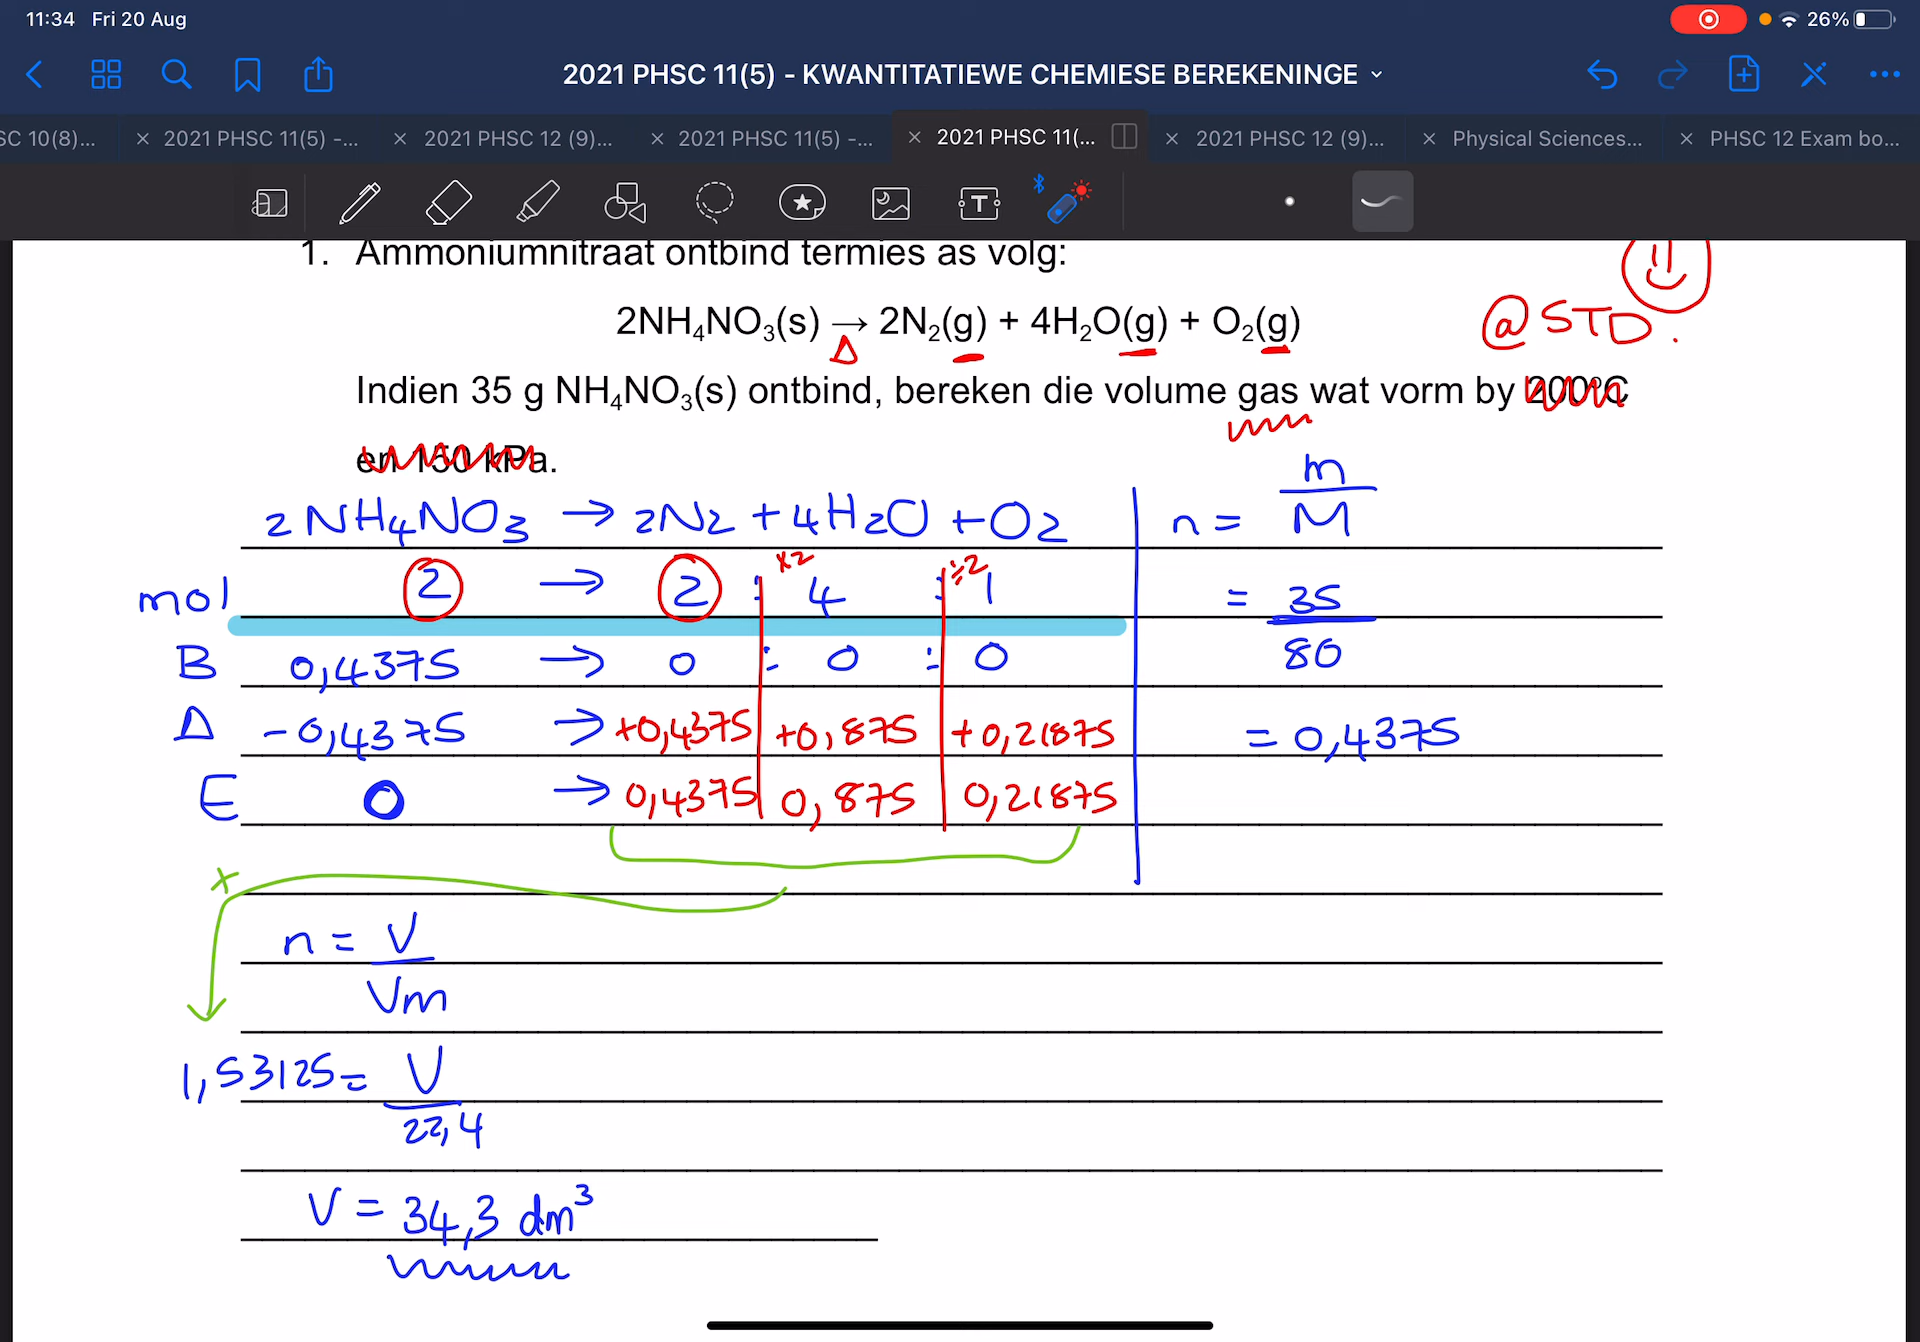 11:34 Fri 20 Aug
26%
2021 PHSC 11(5) - KWANTITATIEWE CHEMIESE BEREKENINGE
SC 10(8)... × 2021 PHSC 11(5) -... × 2021 PHSC 12 (9)... × 2021 PHSC 11(5) -... × 2021 PHSC 11(... × 2021 PHSC 12 (9)... × Physical Sciences... × PHSC 12 Exam bo...
1. Ammoniumnitraat ontbind termies as volg:
2NH₄NO₃(s) → 2N₂(g) + 4H₂O(g) + O₂(g)
Δ
@ STD.
Indien 35 g NH₄NO₃(s) ontbind, bereken die volume gas wat vorm by 200°C
en 150 kPa.
2NH₄NO₃ → 2N₂ + 4H₂O + O₂
n = m/M
×2 ÷2
mol 2 → 2 : 4 : 1
= 35/80
B 0,4375 → 0 : 0 : 0
Δ -0,4375 → +0,4375 +0,875 +0,21875
= 0,4375
E 0 → 0,4375 0,875 0,21875
+
n = V/Vm
1,53125 = V/22,4
V = 34,3 dm³